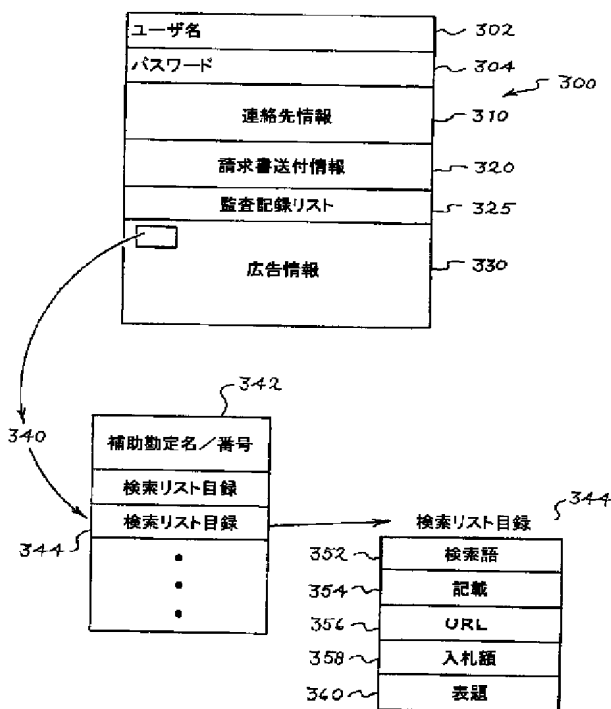 ユーザ名
302
パスワード
304
300
連絡先情報
310
請求書送付情報
320
監査記録リスト
325
広告情報
330
340
342
補助勘定名/番号
検索リスト目録
検索リスト目録
344
検索リスト目録
344
352
検索語
354
記載
356
URL
358
入札額
360
表題